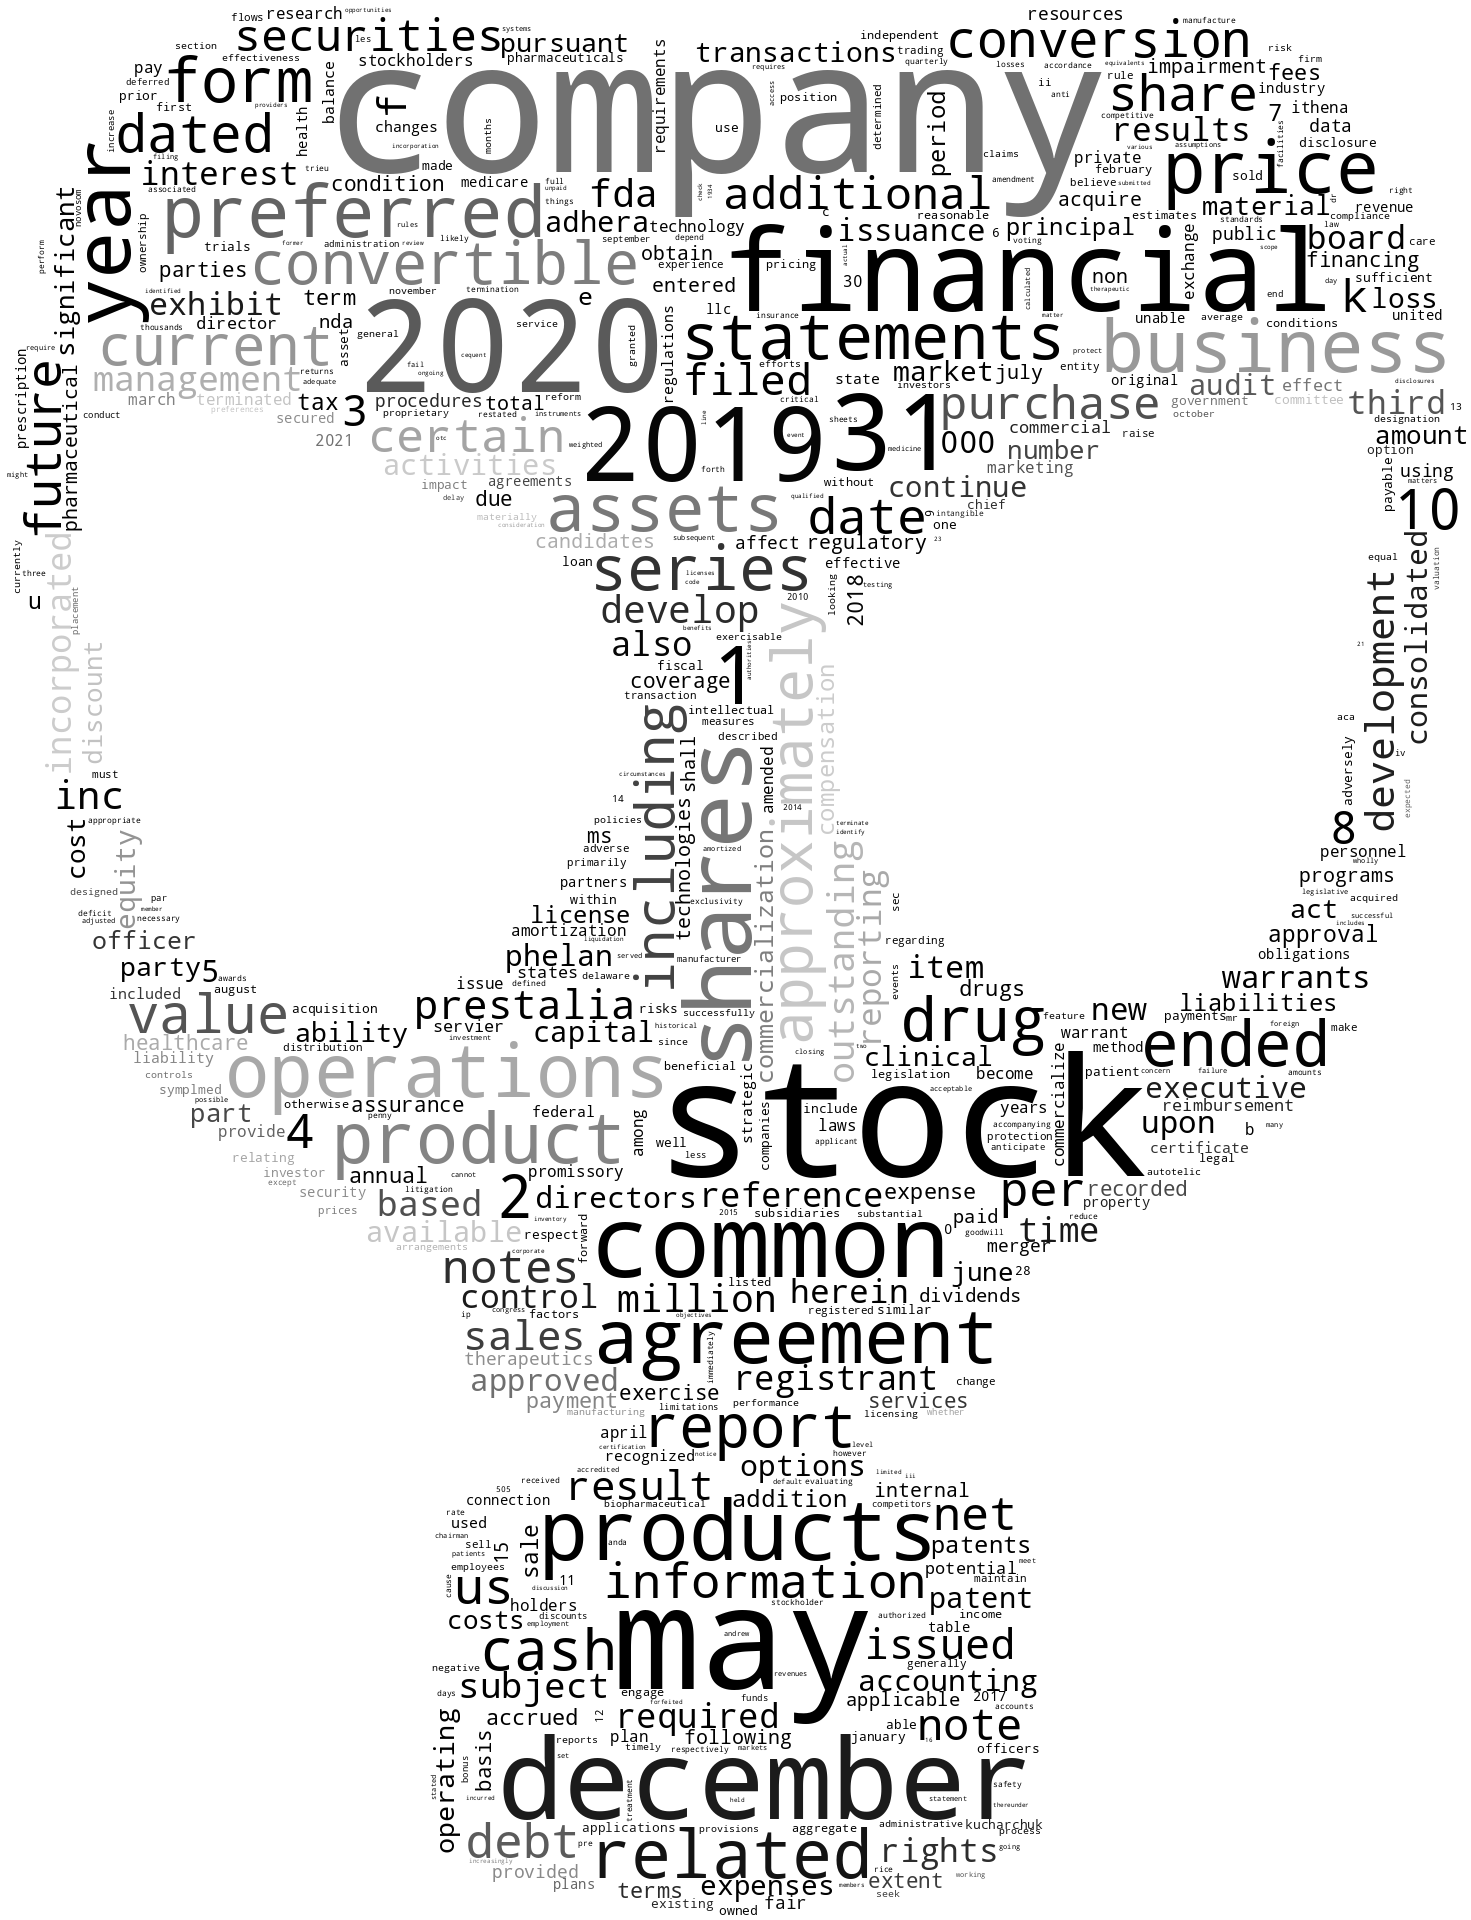 flows research opportunities
securities pursuant
resources manufacture
section les systems
transactions independent
trading
conversion
effectiveness stockholders pharmaceuticals
quarterly losses accordance equivalents
risk firm
pay form balance
company
requires access
requirements
ii rule impairment fees
deferred prior first providers
f changes
position determined period
anti share industry
increase dated health
months incorporation
use
competitive 7 ithena
results various data
filing interest made
claims private assumptions facilities disclosure
year associated trieu condition medicare
full unpaid things
fda check 1934 additional
amendment february believe submitted
price sold right
significant novoson ownership preferred rules
adhera technology c reasonable
acquire estimates material dr revenue
perform trials former administration review likely
september depend issuance 6 principal
standards compliance law
voting public board care
parties convertible obtain experience pricing actual
exchange scope financing
identified exhibit november termination
entered 30 financial
calculated non therapeutic end day sufficient
term e
thousands director nda general service granted
llc insurance matter unable average k loss
united
require current asset 2020 cequent
regulations statements protect conditions
returns adequate fail ongoing
efforts business
management
filed state market july entity original audit effect disclosures
prescription march terminated tax 3 procedures total reform
investors government committee third 13
preferences secured proprietary restated instruments
critical purchase october designation
conduct 2021 certain otc weighted
2019 line event sheets 31 000
commercial raise number amount
option
future pharmaceutical activities
forth medicine marketing
payable using matters
might impact agreements
without continue chief
delay due assets qualified date 9 intangible one 10
materially consideration
candidates subsequent affect regulatory 23
incorporated loan series licenses code effective
equal consolidated valuation
currently three looking 2018 testing
u placement develop 2010
development
benefits also exercisable
approximately
discount fiscal coverage 1 authorities
21
transaction
compensation
including intellectual measures
aca
must described
iv
inc circumstances shall shares amended
adversely expected
14 2014
cost appropriate policies technologies
terminate identify 8
equity ms adverse amortized commercialization
personnel
primarily wholly
designed partners outstanding programs
par within exclusivity reporting sec
legislative acquired
deficit adjusted member necessary license act successful includes
officer amortization liquidation approval
regarding
phelan served manufacturer obligations
party 5 awards states delaware
item events warrants
included august issue defined drugs
value acquisition prestalia risks successfully
drug feature new liabilities
payments mr foreign make
healthcare distribution ability servier capital historical investment since
warrant method ended
liability operations beneficial closing two clinical
patient concern failure amounts
controls
symplmed possible strategic legislation become acceptable
commercialize executive
part otherwise assurance federal
stock include years accompanying reimbursement
provide 4 penny product among well less companies laws applicant
protection anticipate upon b many
relating certificate
investor except annual cannot promissory
legal autotelic
security litigation
prices based 2 directors reference expense per recorded property
available inventory 2015 subsidiaries substantial paid
reduce
arrangements corporate respect forward common 0 goodwill time
merger
notes listed june 28
control million herein dividends
ip congress factors objectives registered similar
sales agreement
therapeutics immediately
approved exercise registrant change
payment limitations performance services
manufacturing report licensing whether
april certification level
recognized notice however
accredited options limited iii
received result default evaluating internal
505 connection biopharmaceutical addition competitors
rate used products net
chairman sell anda
patients 15 sale patents
employees information potential meet
cause 11 maintain
us discussion stockholder patent
holders authorized income
costs discounts employment table
cash may issued
andrew generally
negative revenues accounting
days subject engage forfeited funds applicable 2017 accounts
accrued 12 required able note
reports plan following january 16
timely respectively markets officers
operating basis set december
bonus safety
stated incurred treatment held statement thereunder
debt applications provisions aggregate administrative kucharchuk process
pre related rights going
increasingly rice
provided members extent working
plans terms expenses seek
existing owned fair